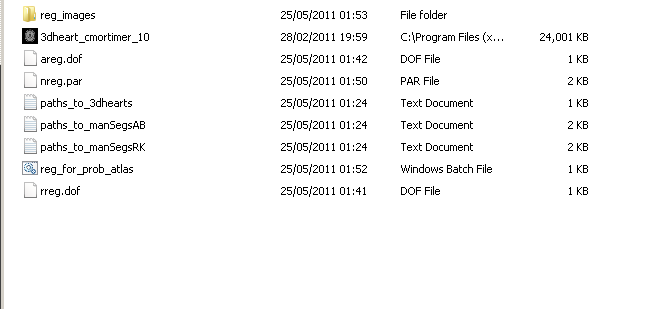 reg_images 25/05/2011 01:53 File folder
3dheart_cmortimer_10 28/02/2011 19:59 C:\Program Files (x... 24,001 KB
areg.dof 25/05/2011 01:42 DOF File 1 KB
nreg.par 25/05/2011 01:50 PAR File 2 KB
paths_to_3dhearts 25/05/2011 01:24 Text Document 1 KB
paths_to_manSegsAB 25/05/2011 01:24 Text Document 2 KB
paths_to_manSegsRK 25/05/2011 01:24 Text Document 2 KB
reg_for_prob_atlas 25/05/2011 01:52 Windows Batch File 1 KB
rreg.dof 25/05/2011 01:41 DOF File 1 KB